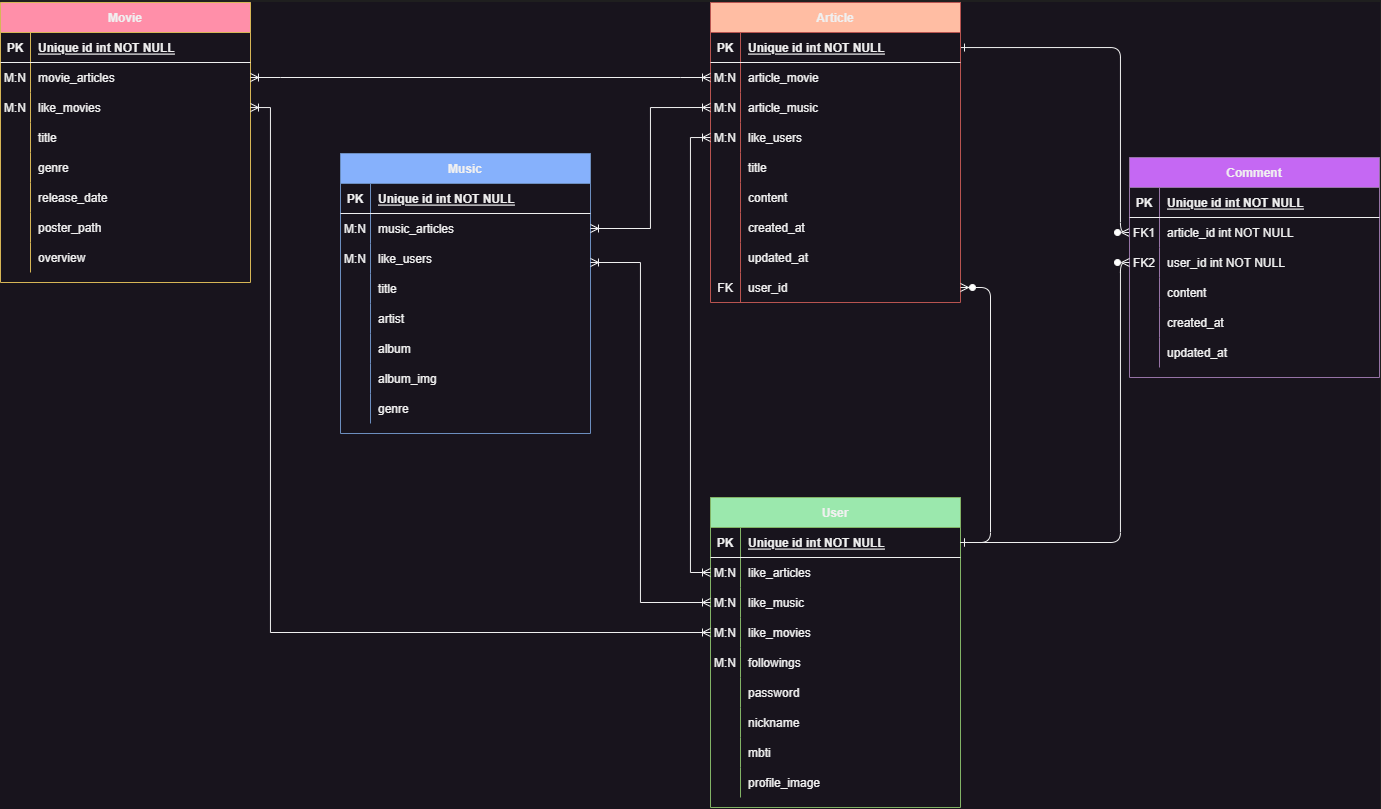 Movie
PK Unique id int NOT NULL
M:N movie_articles
M:N like_movies
title
genre
release_date
poster_path
overview
Music
PK Unique id int NOT NULL
M:N music_articles
M:N like_users
title
artist
album
album_img
genre
Article
PK Unique id int NOT NULL
M:N article_movie
M:N article_music
M:N like_users
title
content
created_at
updated_at
FK user_id
Comment
PK Unique id int NOT NULL
FK1 article_id int NOT NULL
FK2 user_id int NOT NULL
content
created_at
updated_at
User
PK Unique id int NOT NULL
M:N like_articles
M:N like_music
M:N like_movies
M:N followings
password
nickname
mbti
profile_image